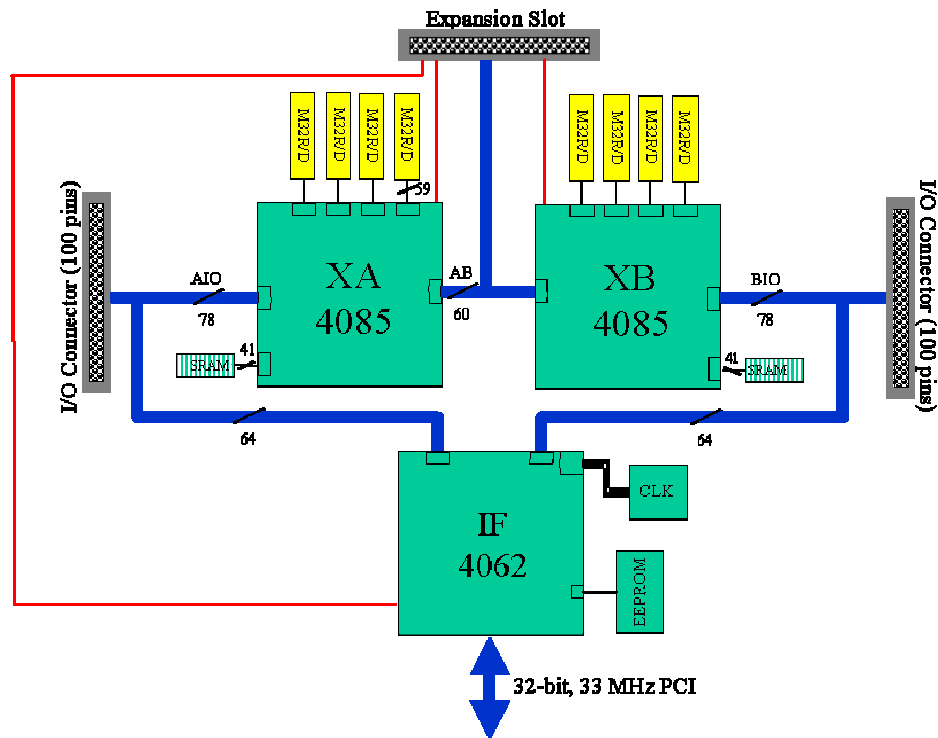 Expansion Slot
M32R/D
M32R/D
M32R/D
M32R/D
M32R/D
M32R/D
M32R/D
M32R/D
59
I/O Connector (100 pins)
I/O Connector (100 pins)
AIO
78
XA
4085
AB
60
XB
4085
BIO
78
41
SRAM
41
SRAM
64
64
IF
4062
CLK
EEPROM
32-bit, 33 MHz PCI